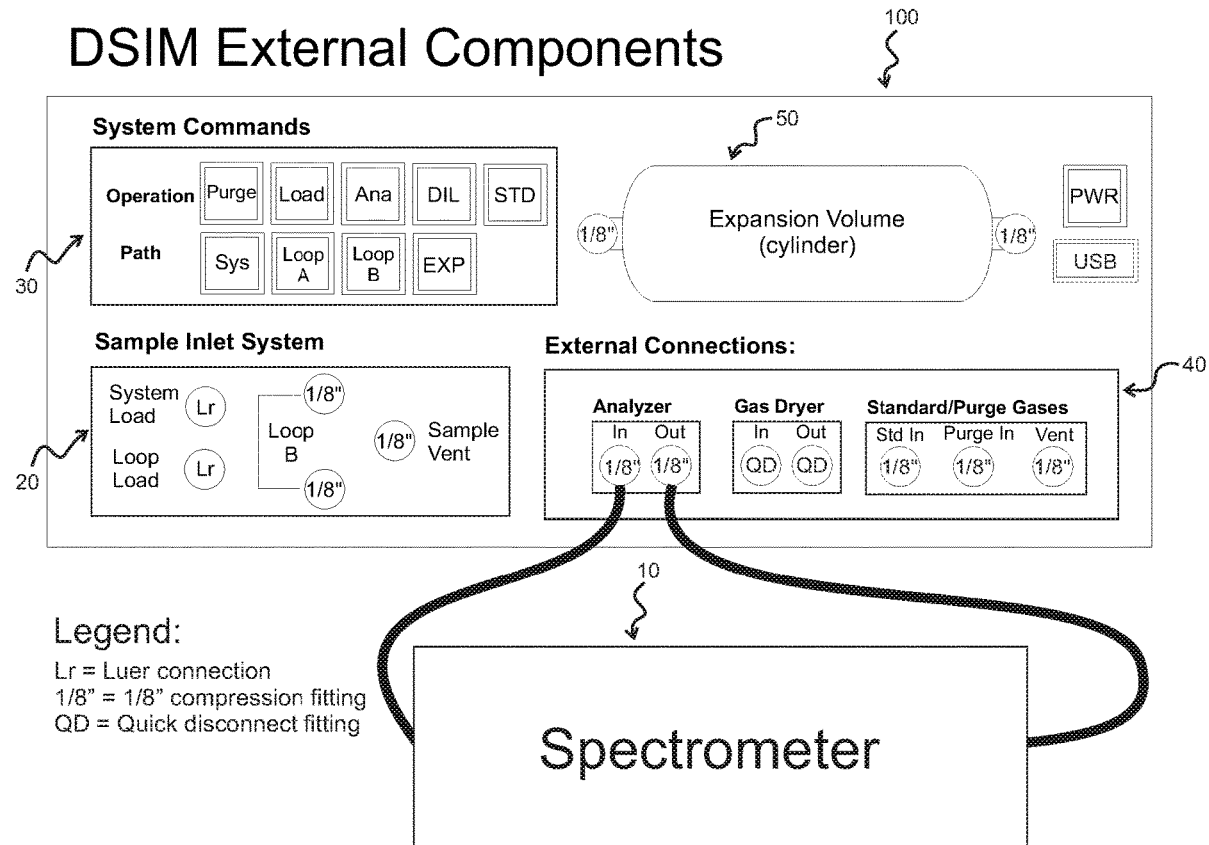 DSIM External Components
100
System Commands
Operation Purge Load Ana DIL STD
Path Sys Loop A Loop B EXP
30
50
1/8" Expansion Volume (cylinder) 1/8"
PWR
USB
Sample Inlet System
System Load Lr
Loop Load Lr
1/8"
Loop B
1/8"
1/8" Sample Vent
20
External Connections:
40
Analyzer
In Out
1/8" 1/8"
Gas Dryer
In Out
QD QD
Standard/Purge Gases
Std In Purge In Vent
1/8" 1/8" 1/8"
10
Legend:
Lr = Luer connection
1/8" = 1/8" compression fitting
QD = Quick disconnect fitting
Spectrometer